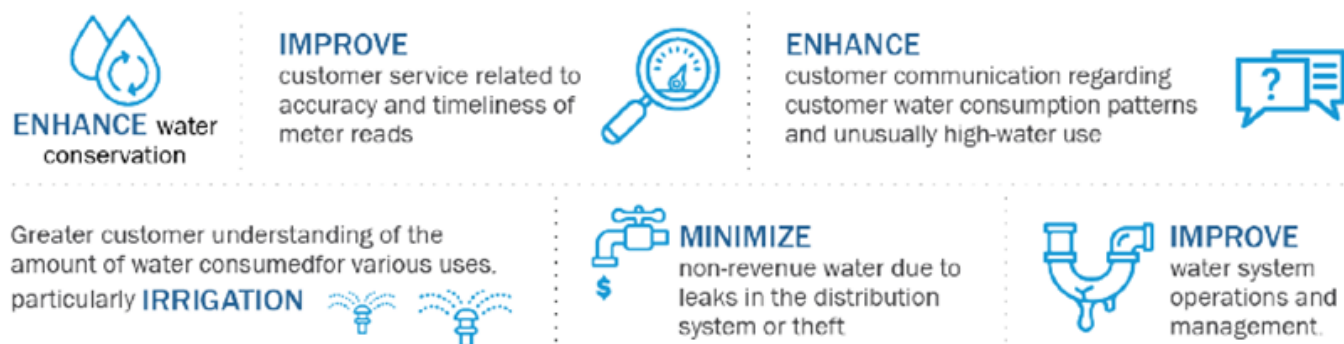 ENHANCE water
conservation
IMPROVE
customer service related to
accuracy and timeliness of
meter reads
ENHANCE
customer communication regarding
customer water consumption patterns
and unusually high-water use
?
Greater customer understanding of the
amount of water consumedfor various uses,
particularly IRRIGATION
$
MINIMIZE
non-revenue water due to
leaks in the distribution
system or theft
IMPROVE
water system
operations and
management.